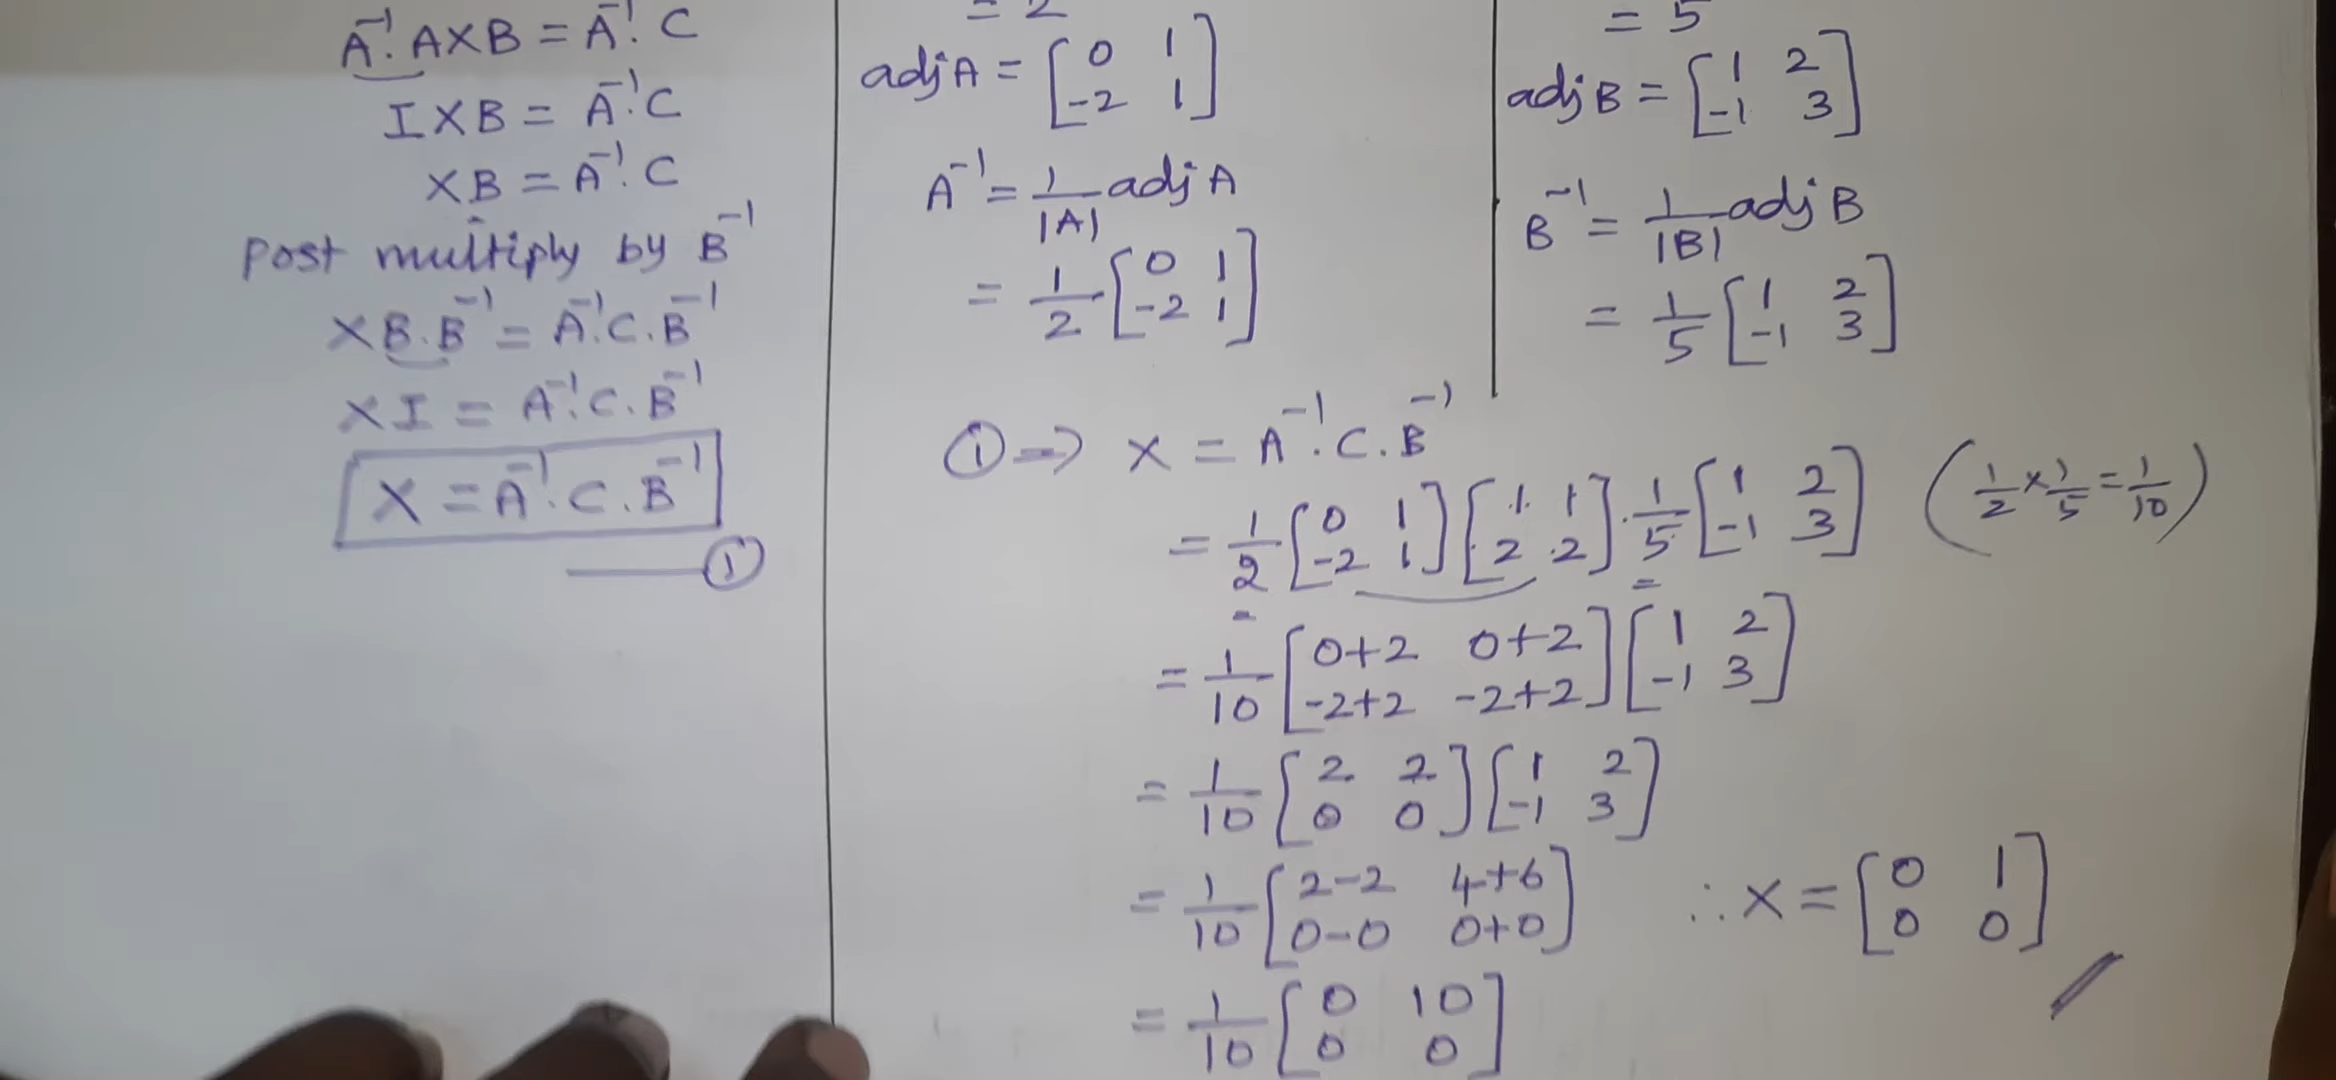 A⁻¹.AXB = A⁻¹.C
IXB = A⁻¹.C
XB = A⁻¹.C
Post multiply by B⁻¹
XB.B⁻¹ = A⁻¹.C.B⁻¹
XI = A⁻¹.C.B⁻¹
X = A⁻¹.C.B⁻¹
①
= 2
adj A = [0 1
-2 1]
A⁻¹ = 1/|A| adj A
= 1/2 [0 1
-2 1]
= 5
adj B = [1 2
-1 3]
B⁻¹ = 1/|B| adj B
= 1/5 [1 2
-1 3]
① ⇒ X = A⁻¹.C.B⁻¹
= 1/2 [0 1 ] [1 1 ] . 1/5 [1 2 ] (1/2 × 1/5 = 1/10)
[-2 1] [2 2] [-1 3]
= 1/10 [0+2 0+2] [1 2]
[-2+2 -2+2] [-1 3]
= 1/10 [2 2] [1 2]
[0 0] [-1 3]
= 1/10 [2-2 4+6]
[0-0 0+0]
= 1/10 [0 10]
[0 0]
∴ X = [0 1
0 0]